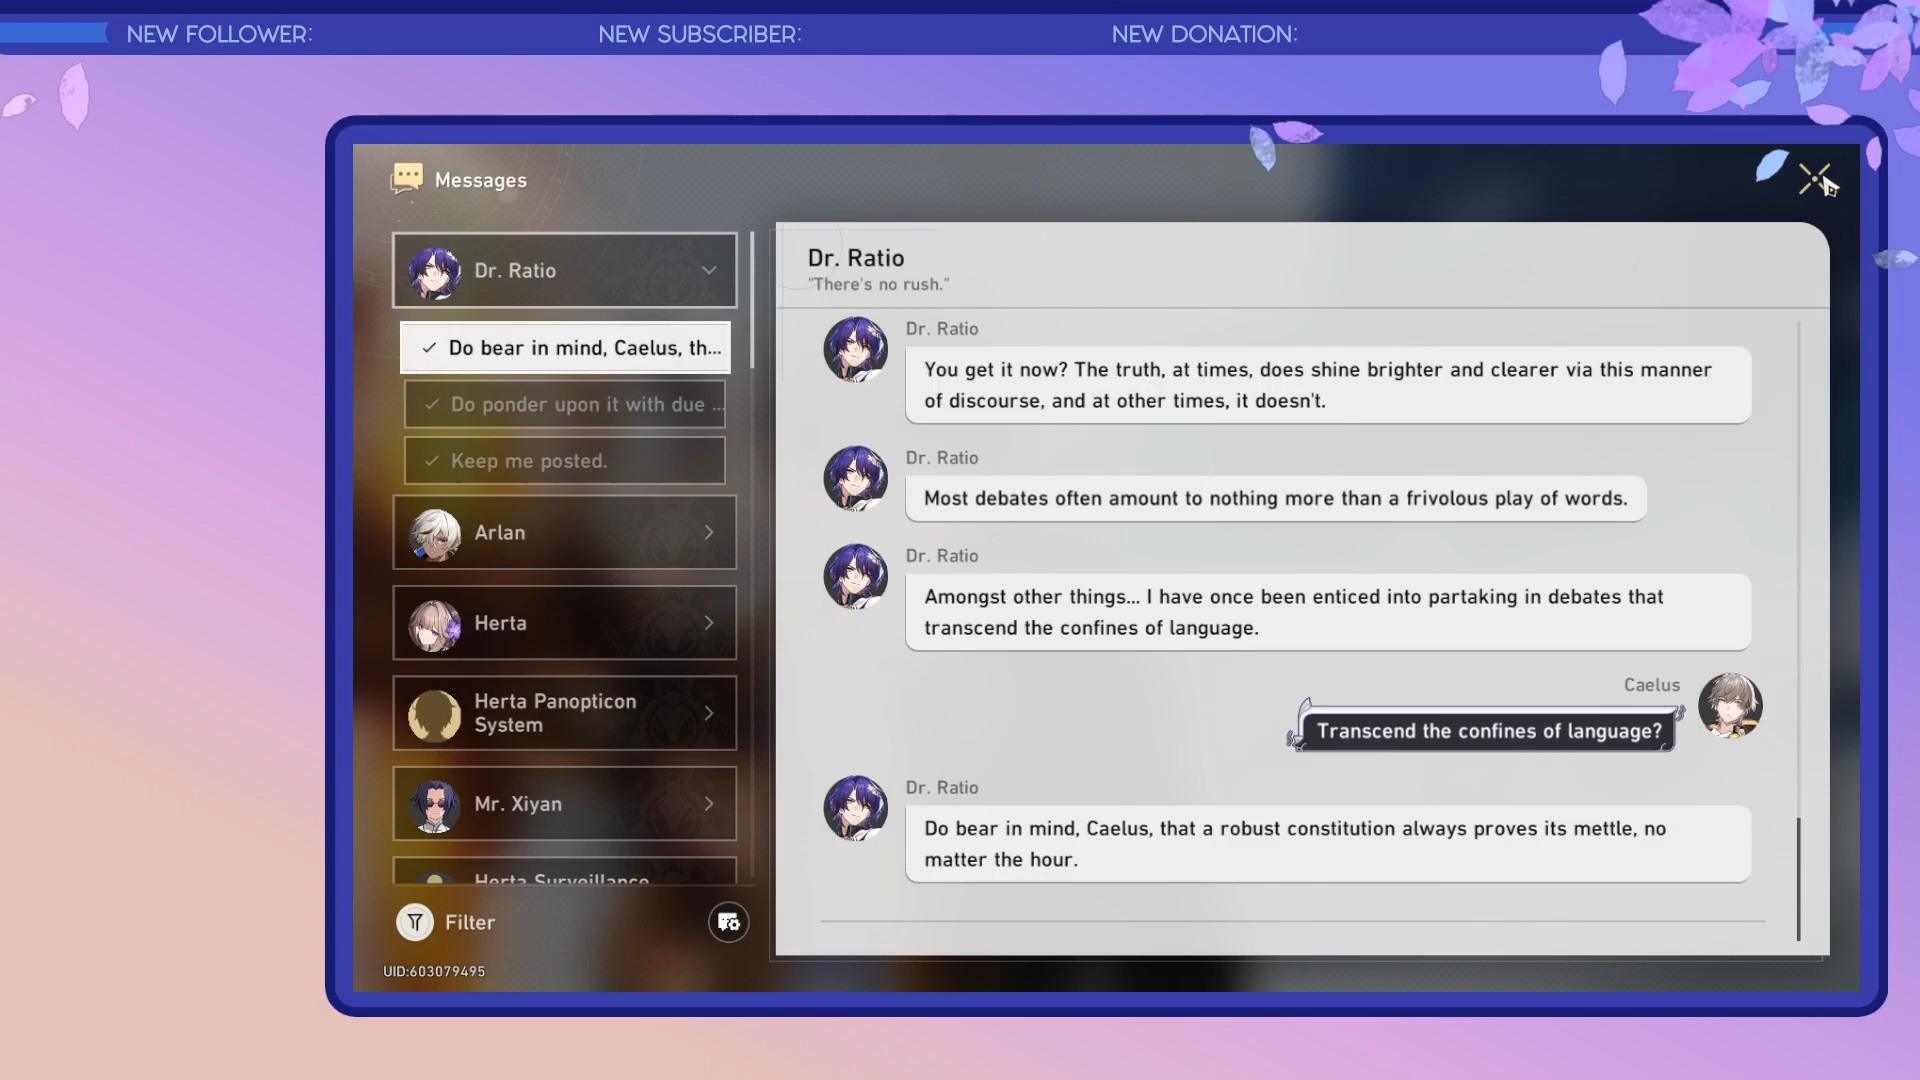 NEW FOLLOWER:
NEW SUBSCRIBER:
NEW DONATION:
Messages
Dr. Ratio
Do bear in mind, Caelus, th...
Do ponder upon it with due ...
Keep me posted.
Arlan
Herta
Herta Panopticon
System
Mr. Xiyan
Herta Surveillance
Filter
UID:603079495
Dr. Ratio
"There's no rush."
Dr. Ratio
You get it now? The truth, at times, does shine brighter and clearer via this manner
of discourse, and at other times, it doesn't.
Dr. Ratio
Most debates often amount to nothing more than a frivolous play of words.
Dr. Ratio
Amongst other things... I have once been enticed into partaking in debates that
transcend the confines of language.
Caelus
Transcend the confines of language?
Dr. Ratio
Do bear in mind, Caelus, that a robust constitution always proves its mettle, no
matter the hour.